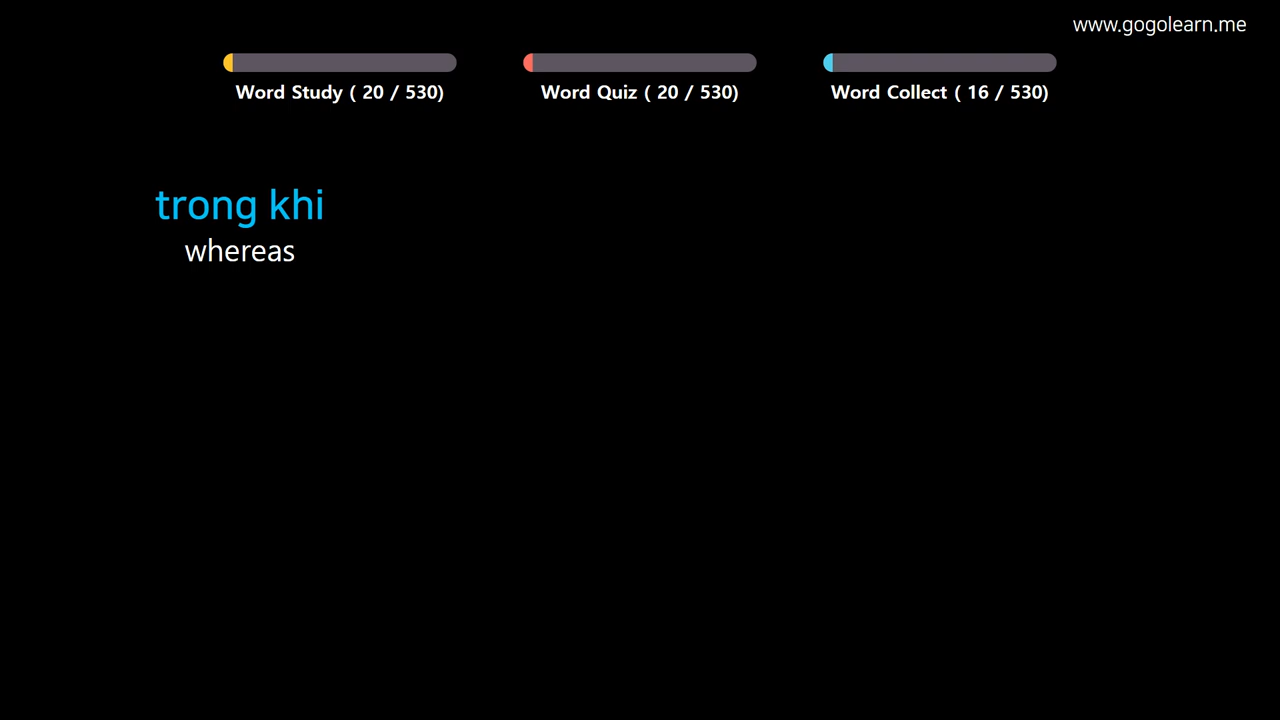 www.gogolearn.me
Word Study ( 20 / 530)
Word Quiz ( 20 / 530)
Word Collect ( 16 / 530)
trong khi
whereas